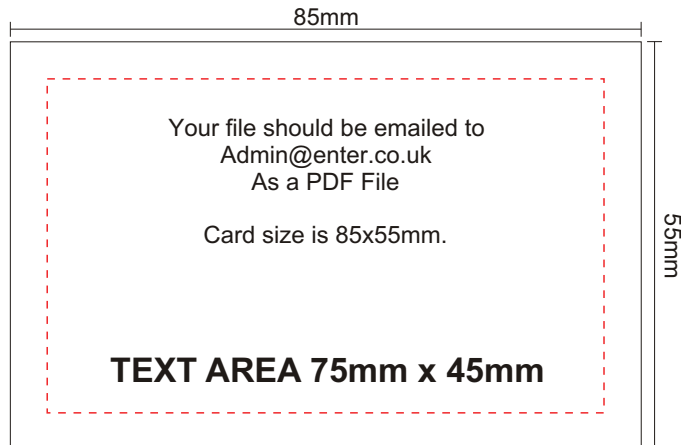 85mm
Your file should be emailed to
Admin@enter.co.uk
As a PDF File
Card size is 85x55mm.
55mm
TEXT AREA 75mm x 45mm